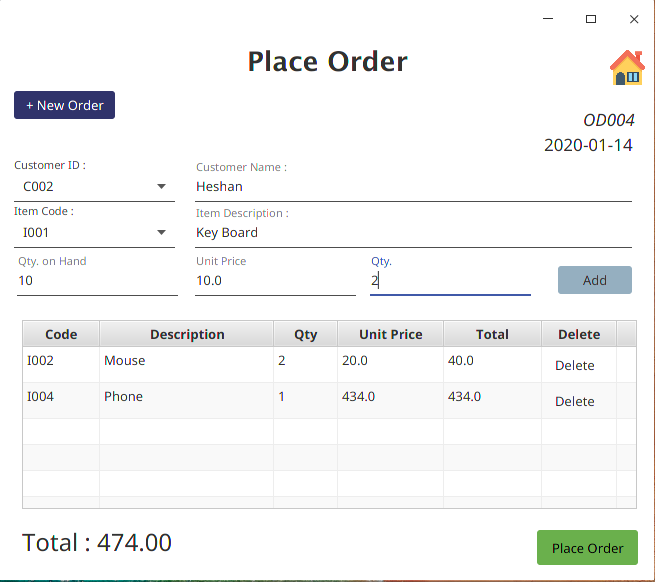 Place Order
+ New Order
OD004
2020-01-14
Customer ID :
Customer Name :
C002
Heshan
Item Code :
Item Description :
I001
Key Board
Qty. on Hand
Unit Price
Qty.
10
10.0
2
Add
Code Description Qty Unit Price Total Delete
I002 Mouse 2 20.0 40.0 Delete
I004 Phone 1 434.0 434.0 Delete
Total : 474.00
Place Order